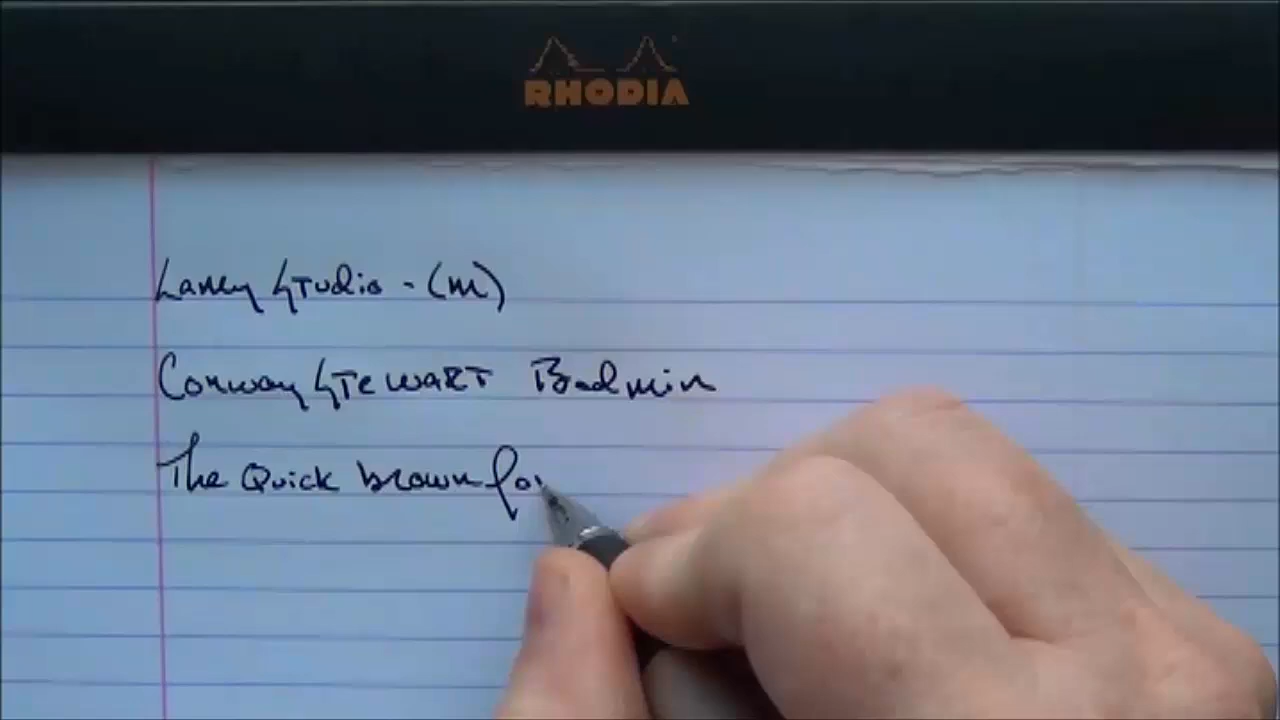 RHODIA
Lamy Studio - (M)
Conway Stewart Bodmin
The Quick brown fo